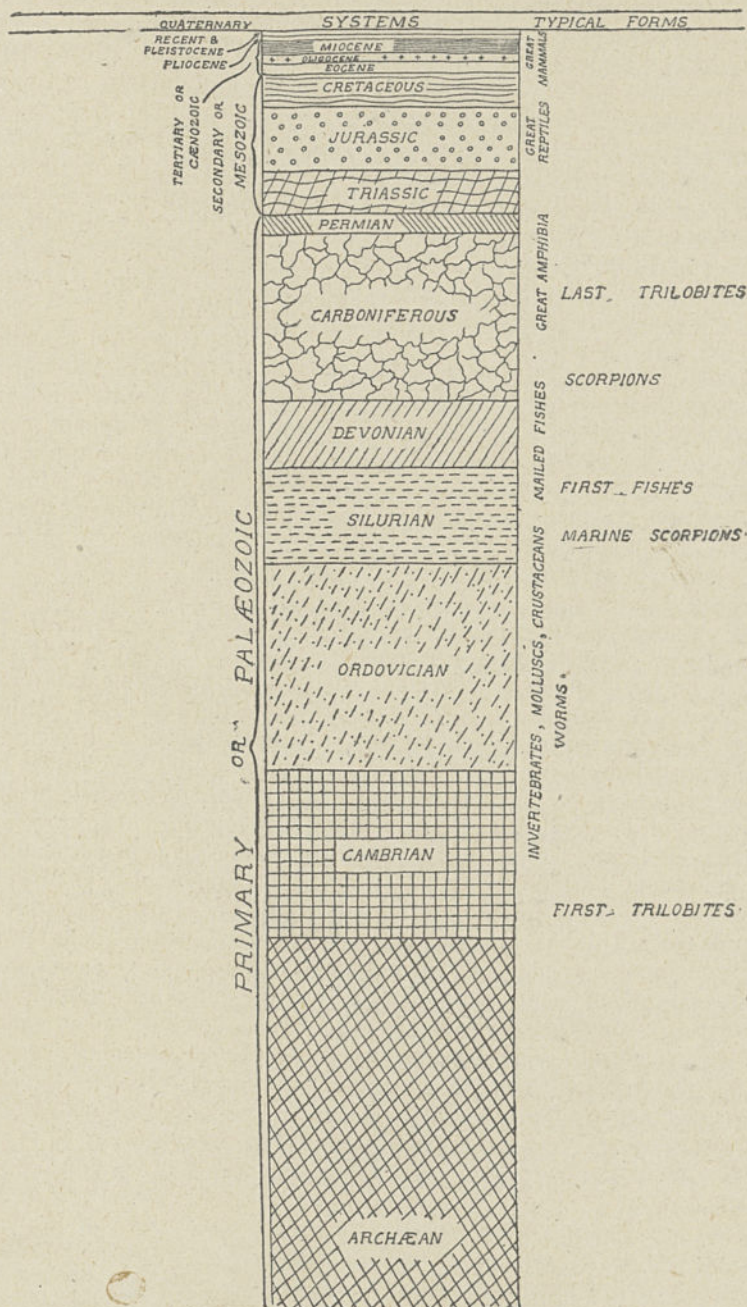 QUATERNARY SYSTEMS TYPICAL FORMS
RECENT &
PLEISTOCENE
PLIOCENE
TERTIARY OR
CÆNOZOIC
SECONDARY OR
MESOZOIC
PRIMARY OR PALÆOZOIC
MIOCENE
OLIGOCENE
EOCENE
CRETACEOUS
JURASSIC
TRIASSIC
PERMIAN
CARBONIFEROUS
DEVONIAN
SILURIAN
ORDOVICIAN
CAMBRIAN
ARCHÆAN
GREAT
MAMMALS
GREAT
REPTILES
GREAT AMPHIBIA
MAILED FISHES
INVERTEBRATES, MOLLUSCS, CRUSTACEANS
WORMS.
LAST TRILOBITES
SCORPIONS
FIRST FISHES
MARINE SCORPIONS
FIRST TRILOBITES